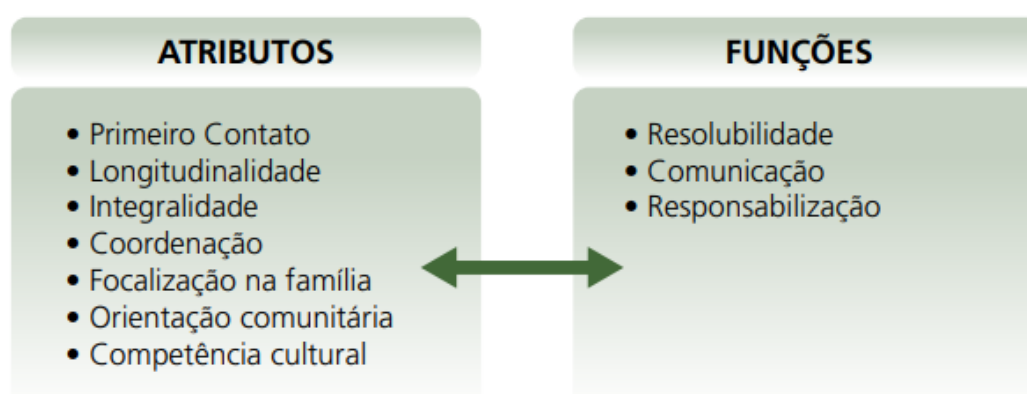 ATRIBUTOS
• Primeiro Contato
• Longitudinalidade
• Integralidade
• Coordenação
• Focalização na família
• Orientação comunitária
• Competência cultural
FUNÇÕES
• Resolubilidade
• Comunicação
• Responsabilização